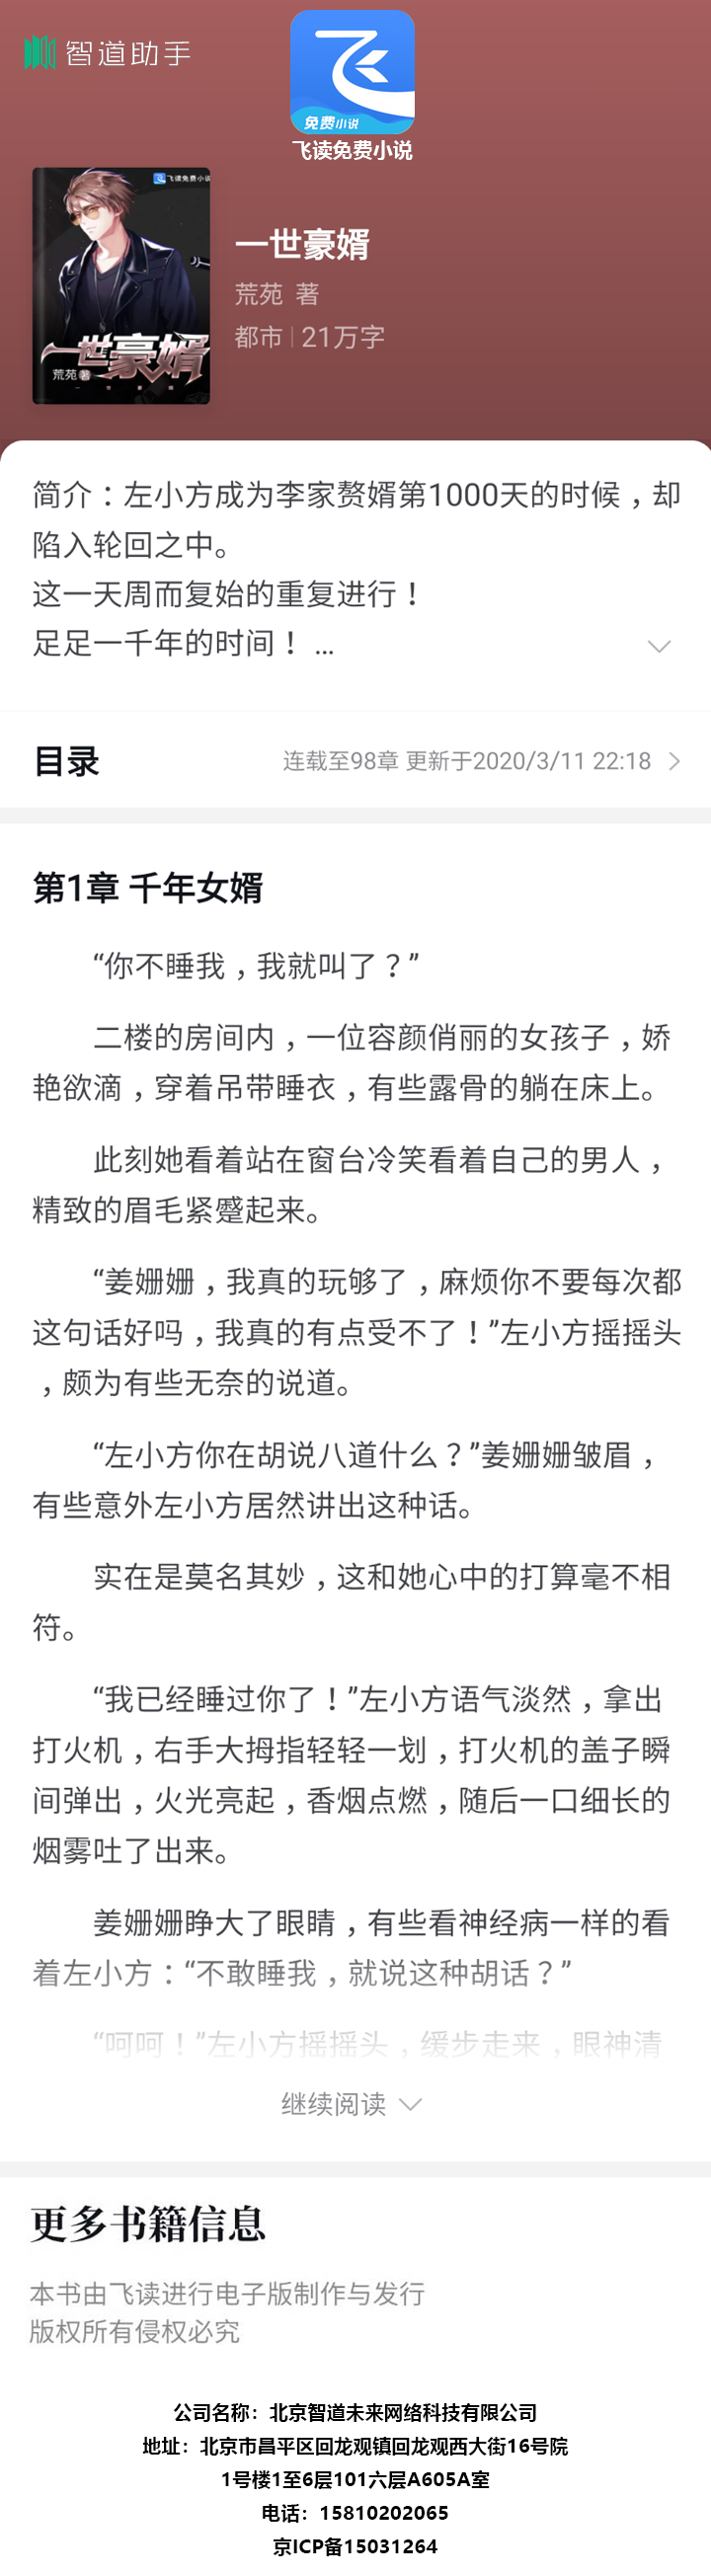 智道助手
免费小说
飞读免费小说
飞读免费小说
一世豪婿
荒苑 著
一世豪婿
一世豪婿
荒苑 著
都市 | 21万字
简介：左小方成为李家赘婿第1000天的时候，却
陷入轮回之中。
这一天周而复始的重复进行！
足足一千年的时间！ ...
目录
连载至98章 更新于2020/3/11 22:18
第1章 千年女婿
“你不睡我，我就叫了？”
二楼的房间内，一位容颜俏丽的女孩子，娇
艳欲滴，穿着吊带睡衣，有些露骨的躺在床上。
此刻她看着站在窗台冷笑看着自己的男人，
精致的眉毛紧蹙起来。
“姜姗姗，我真的玩够了，麻烦你不要每次都
这句话好吗，我真的有点受不了！”左小方摇摇头
，颇为有些无奈的说道。
“左小方你在胡说八道什么？”姜姗姗皱眉，
有些意外左小方居然讲出这种话。
实在是莫名其妙，这和她心中的打算毫不相
符。
“我已经睡过你了！”左小方语气淡然，拿出
打火机，右手大拇指轻轻一划，打火机的盖子瞬
间弹出，火光亮起，香烟点燃，随后一口细长的
烟雾吐了出来。
姜姗姗睁大了眼睛，有些看神经病一样的看
着左小方：“不敢睡我，就说这种胡话？”
“呵呵！”左小方摇摇头，缓步走来，眼神清
继续阅读
更多书籍信息
本书由飞读进行电子版制作与发行
版权所有侵权必究
公司名称：北京智道未来网络科技有限公司
地址：北京市昌平区回龙观镇回龙观西大街16号院
1号楼1至6层101六层A605A室
电话：15810202065
京ICP备15031264